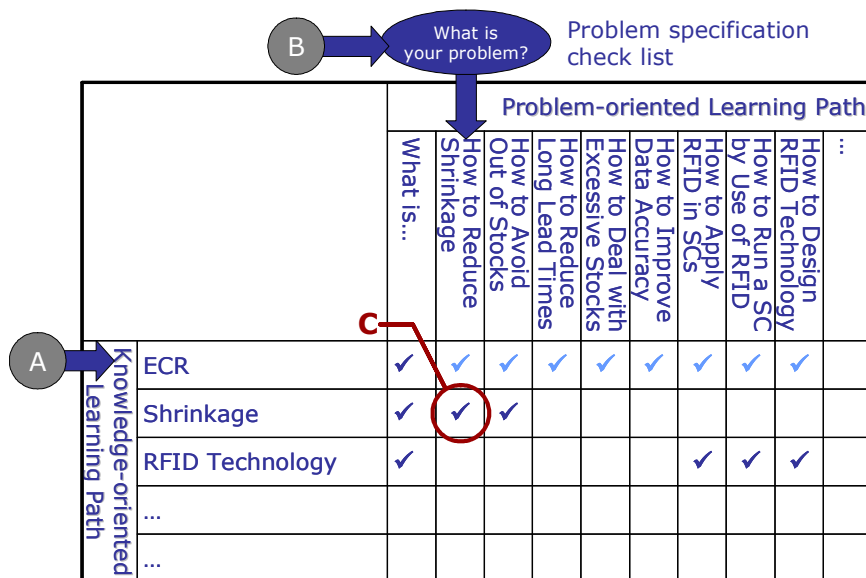 B
What is
your problem?
Problem specification
check list
Problem-oriented Learning Path
What is...
How to Reduce
Shrinkage
How to Avoid
Out of Stocks
How to Reduce
Long Lead Times
How to Deal with
Excessive Stocks
How to Improve
Data Accuracy
How to Apply
RFID in SCs
How to Run a SC
by Use of RFID
How to Design
RFID Technology
...
C
A
Knowledge-oriented
Learning Path
ECR ✓ ✓ ✓ ✓ ✓ ✓ ✓ ✓ ✓
Shrinkage ✓ ✓ ✓
RFID Technology ✓ ✓ ✓ ✓
...
...